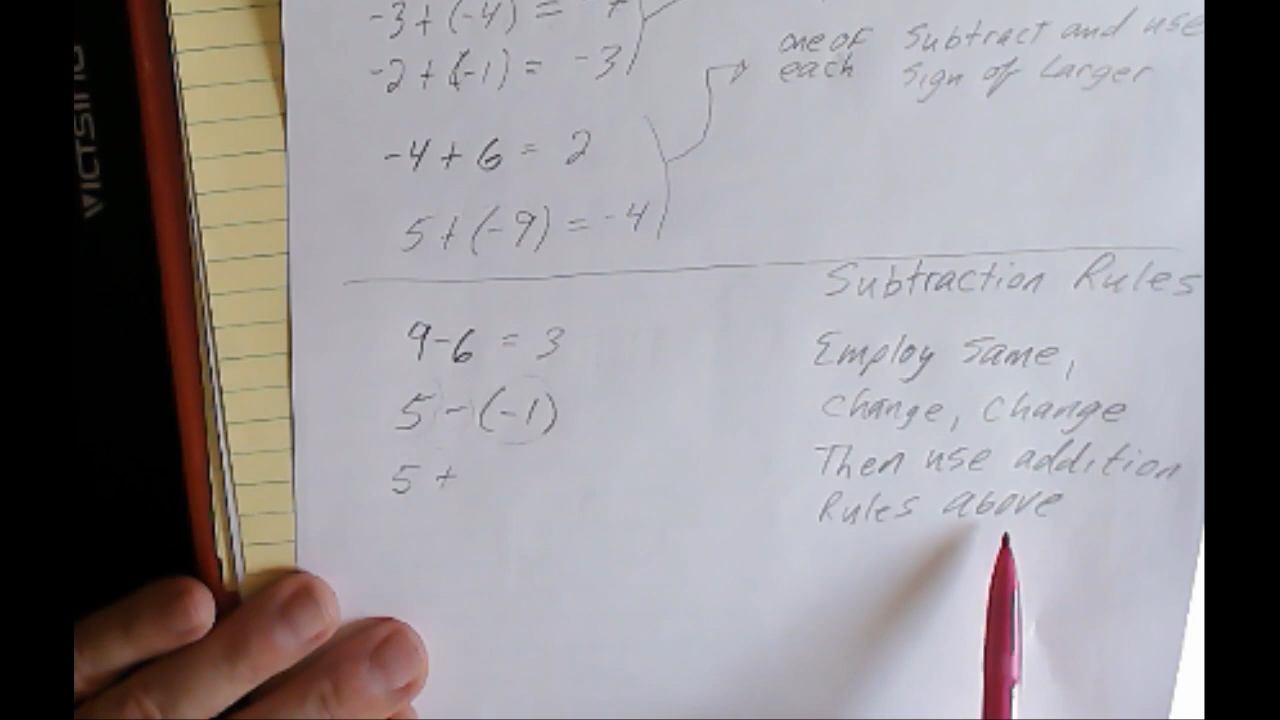 -3 + (-4) = -7
-2 + (-1) = -3
one of Subtract and use
each Sign of Larger
-4 + 6 = 2
5 + (-9) = -4
Subtraction Rules
9 - 6 = 3
5 - (-1)
5 +
Employ Same,
change, change
Then use addition
Rules above
VICTSING